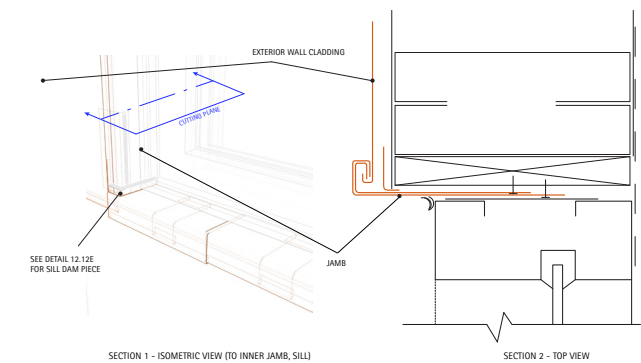 EXTERIOR WALL CLADDING
CUTTING PLANE
SEE DETAIL 12.12E
FOR SILL DAM PIECE
JAMB
SECTION 1 - ISOMETRIC VIEW (TO INNER JAMB, SILL)
SECTION 2 - TOP VIEW